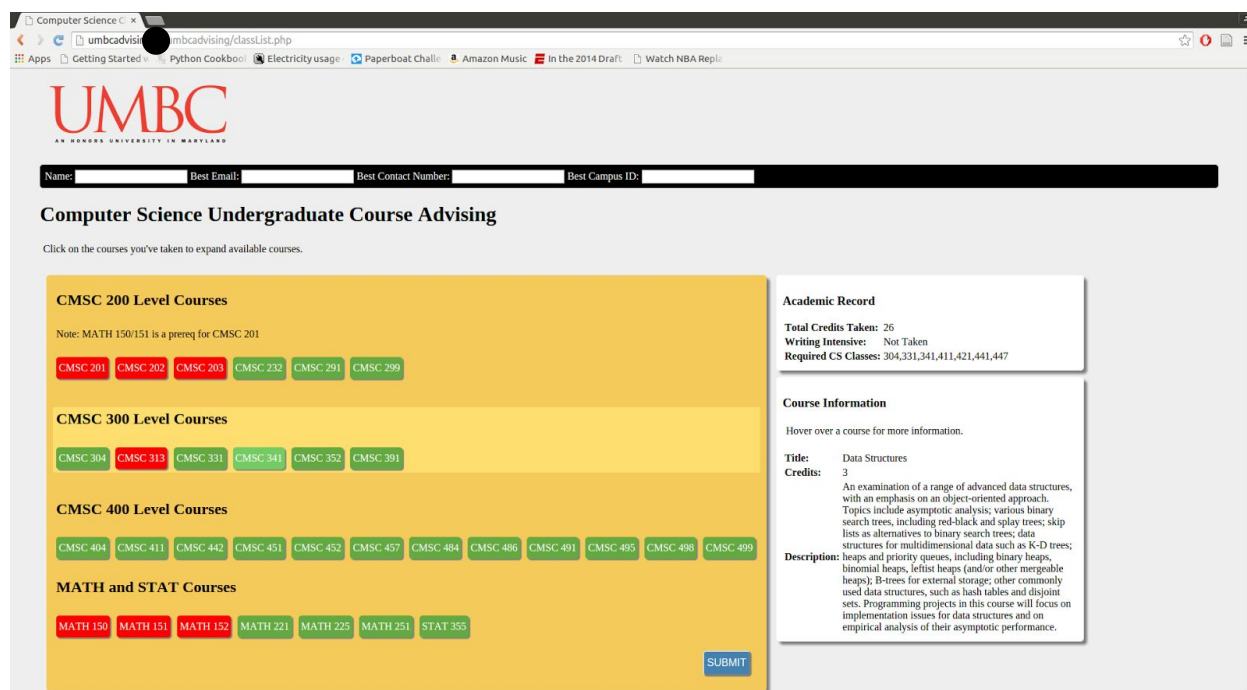 Computer Science C
umbcadvisin mbcadvising/classList.php
Apps Getting Started Python Cookboo Electricity usage Paperboat Challe Amazon Music In the 2014 Draft Watch NBA Repla
UMBC
AN HONORS UNIVERSITY IN MARYLAND
Name: Best Email: Best Contact Number: Best Campus ID:
Computer Science Undergraduate Course Advising
Click on the courses you've taken to expand available courses.
CMSC 200 Level Courses
Note: MATH 150/151 is a prereq for CMSC 201
CMSC 201 CMSC 202 CMSC 203 CMSC 232 CMSC 291 CMSC 299
CMSC 300 Level Courses
CMSC 304 CMSC 313 CMSC 331 CMSC 341 CMSC 352 CMSC 391
CMSC 400 Level Courses
CMSC 404 CMSC 411 CMSC 442 CMSC 451 CMSC 452 CMSC 457 CMSC 484 CMSC 486 CMSC 491 CMSC 495 CMSC 498 CMSC 499
MATH and STAT Courses
MATH 150 MATH 151 MATH 152 MATH 221 MATH 225 MATH 251 STAT 355
SUBMIT
Academic Record
Total Credits Taken: 26
Writing Intensive: Not Taken
Required CS Classes: 304,331,341,411,421,441,447
Course Information
Hover over a course for more information.
Title: Data Structures
Credits: 3
An examination of a range of advanced data structures,
with an emphasis on an object-oriented approach.
Topics include asymptotic analysis; various binary
search trees, including red-black and splay trees; skip
lists as alternatives to binary search trees; data
structures for multidimensional data such as K-D trees;
Description: heaps and priority queues, including binary heaps,
binomial heaps, leftist heaps (and/or other mergeable
heaps); B-trees for external storage; other commonly
used data structures, such as hash tables and disjoint
sets. Programming projects in this course will focus on
implementation issues for data structures and on
empirical analysis of their asymptotic performance.